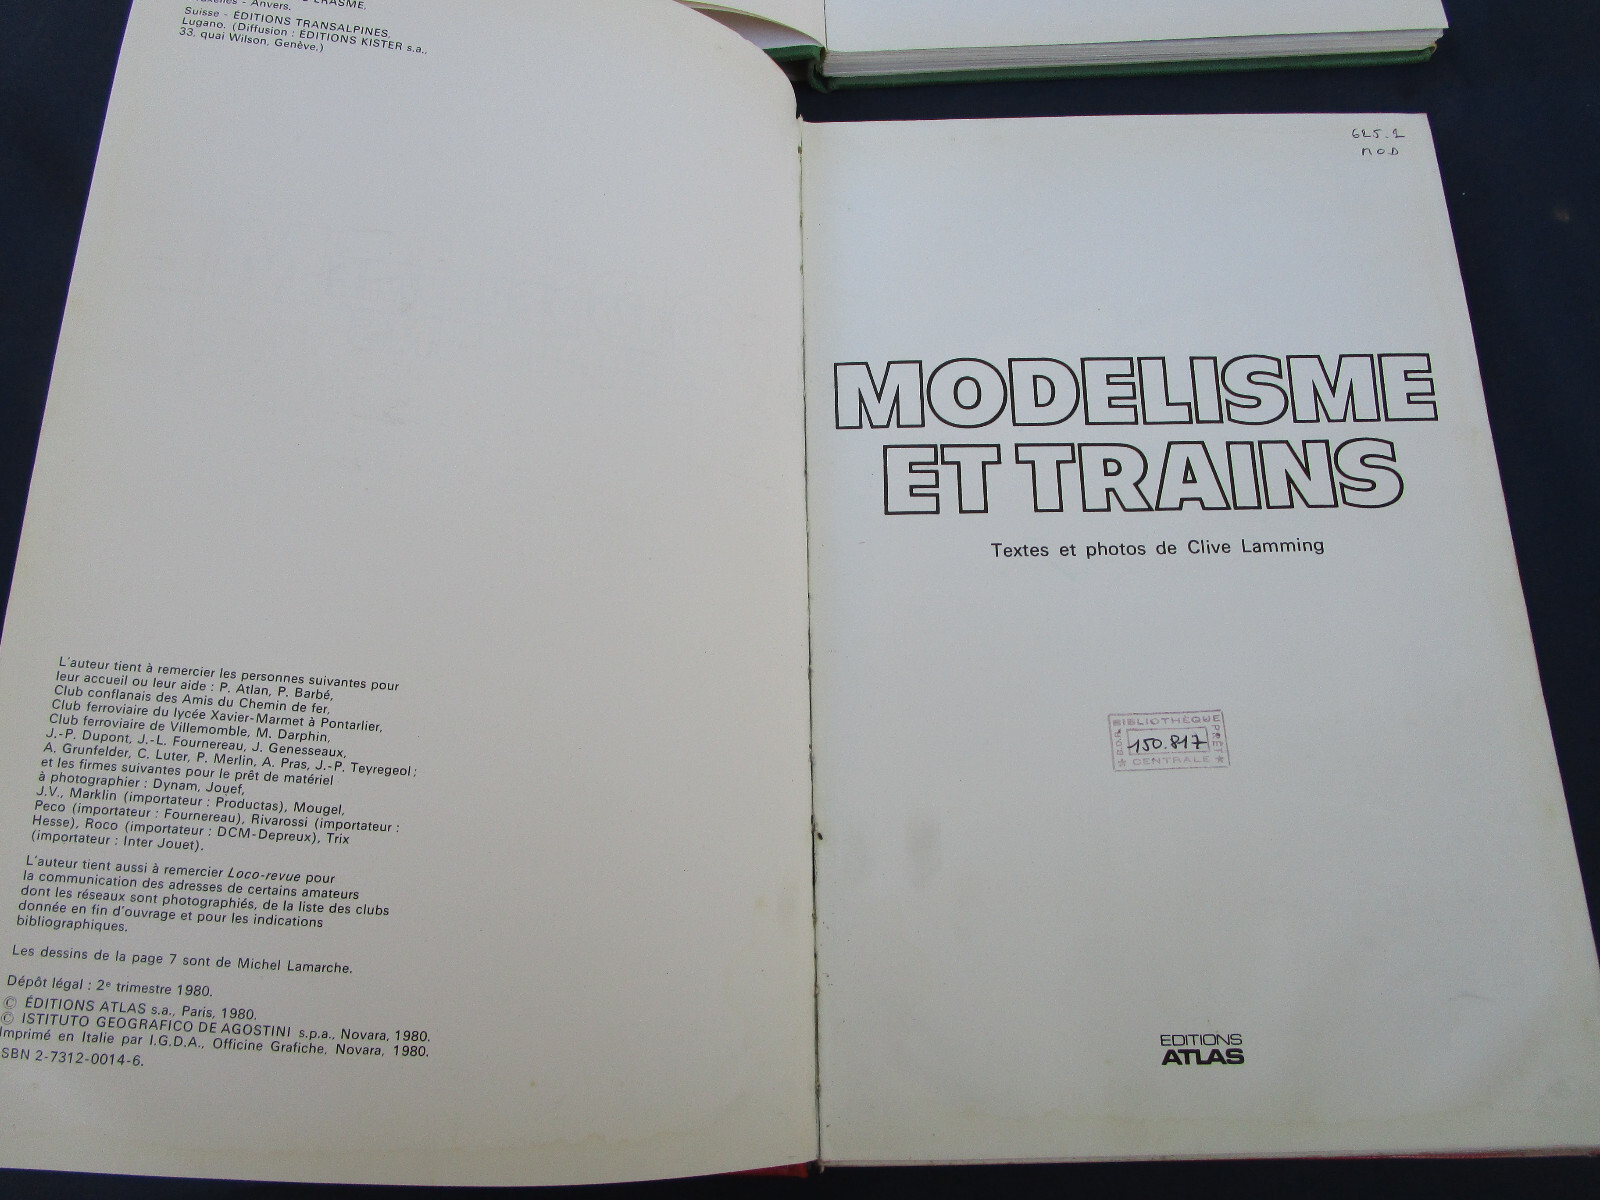 Bruxelles - Anvers.
Suisse - ÉDITIONS TRANSALPINES,
Lugano. (Diffusion : ÉDITIONS KISTER s.a.,
33, quai Wilson, Genève.)
L'auteur tient à remercier les personnes suivantes pour
leur accueil ou leur aide : P. Atlan, P. Barbé,
Club conflanais des Amis du Chemin de fer,
Club ferroviaire du lycée Xavier-Marmet à Pontarlier,
Club ferroviaire de Villemomble, M. Darphin,
J.-P. Dupont, J.-L. Fournereau, J. Genesseaux,
A. Grunfelder, C. Luter, P. Merlin, A. Pras, J.-P. Teyregeol ;
et les firmes suivantes pour le prêt de matériel
à photographier : Dynam, Jouef,
J.V., Marklin (importateur : Productas), Mougel,
Peco (importateur : Fournereau), Rivarossi (importateur :
Hesse), Roco (importateur : DCM-Depreux), Trix
(importateur : Inter Jouet).
L'auteur tient aussi à remercier Loco-revue pour
la communication des adresses de certains amateurs
dont les réseaux sont photographiés, de la liste des clubs
donnée en fin d'ouvrage et pour les indications
bibliographiques.
Les dessins de la page 7 sont de Michel Lamarche.
Dépôt légal : 2e trimestre 1980.
© ÉDITIONS ATLAS s.a., Paris, 1980.
© ISTITUTO GEOGRAFICO DE AGOSTINI s.p.a., Novara, 1980.
Imprimé en Italie par I.G.D.A., Officine Grafiche, Novara, 1980.
ISBN 2-7312-0014-6.
625.1
MOD
MODELISME
ET TRAINS
Textes et photos de Clive Lamming
BIBLIOTHÈQUE
150.817
PRET
CENTRALE
EDITIONS
ATLAS